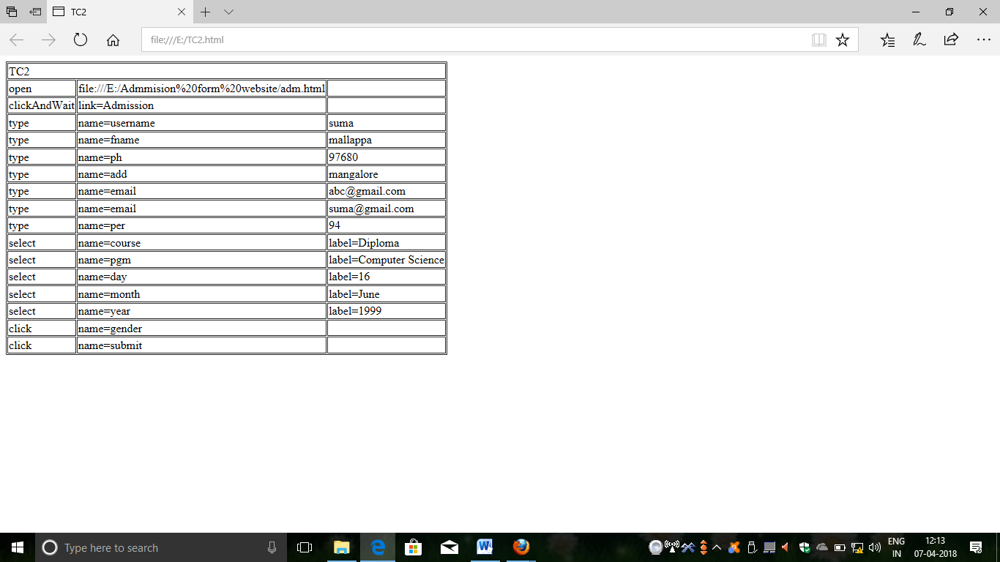 TC2
file:///E:/TC2.html
TC2
open file:///E:/Admmision%20form%20website/adm.html
clickAndWait link=Admission
type name=username suma
type name=fname mallappa
type name=ph 97680
type name=add mangalore
type name=email abc@gmail.com
type name=email suma@gmail.com
type name=per 94
select name=course label=Diploma
select name=pgm label=Computer Science
select name=day label=16
select name=month label=June
select name=year label=1999
click name=gender
click name=submit
Type here to search
ENG 12:13
IN 07-04-2018